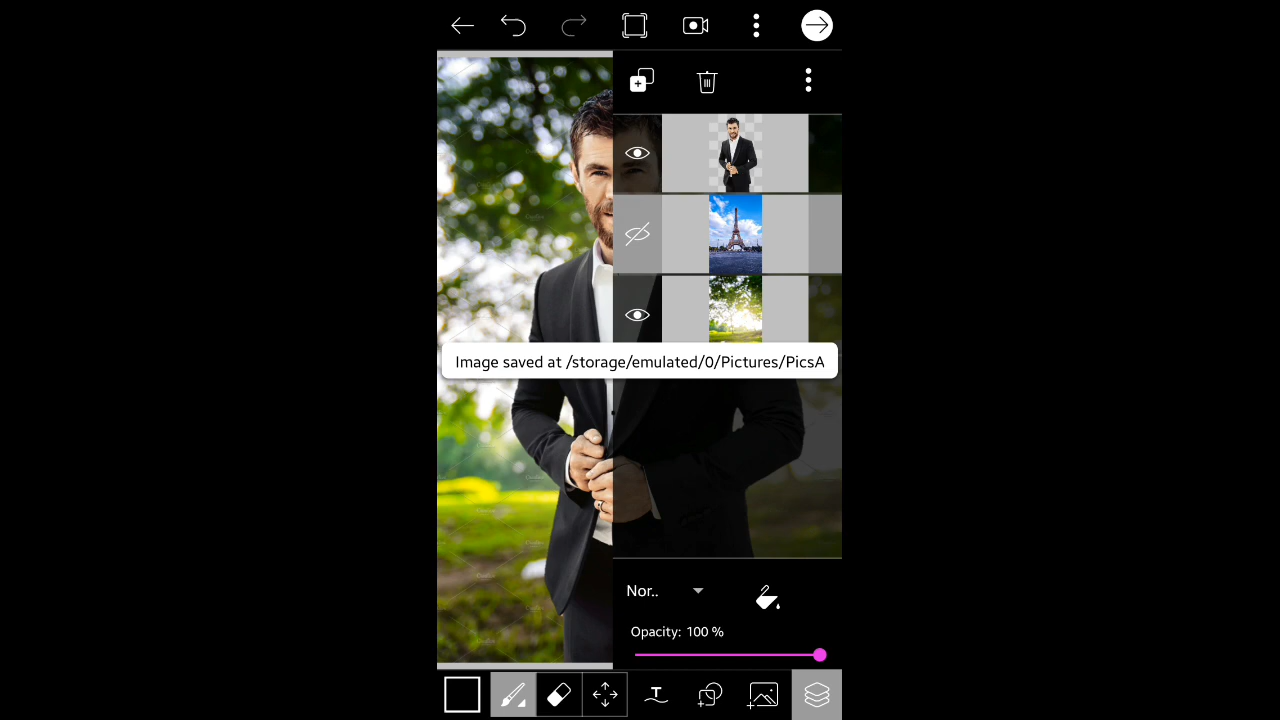 Image saved at /storage/emulated/0/Pictures/PicsA
Nor..
Opacity: 100 %
T